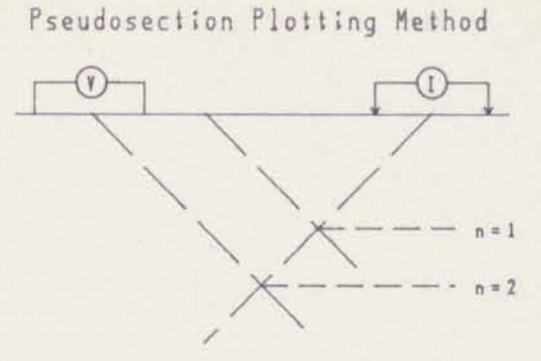 Pseudosection Plotting Method
V
I
n = 1
n = 2